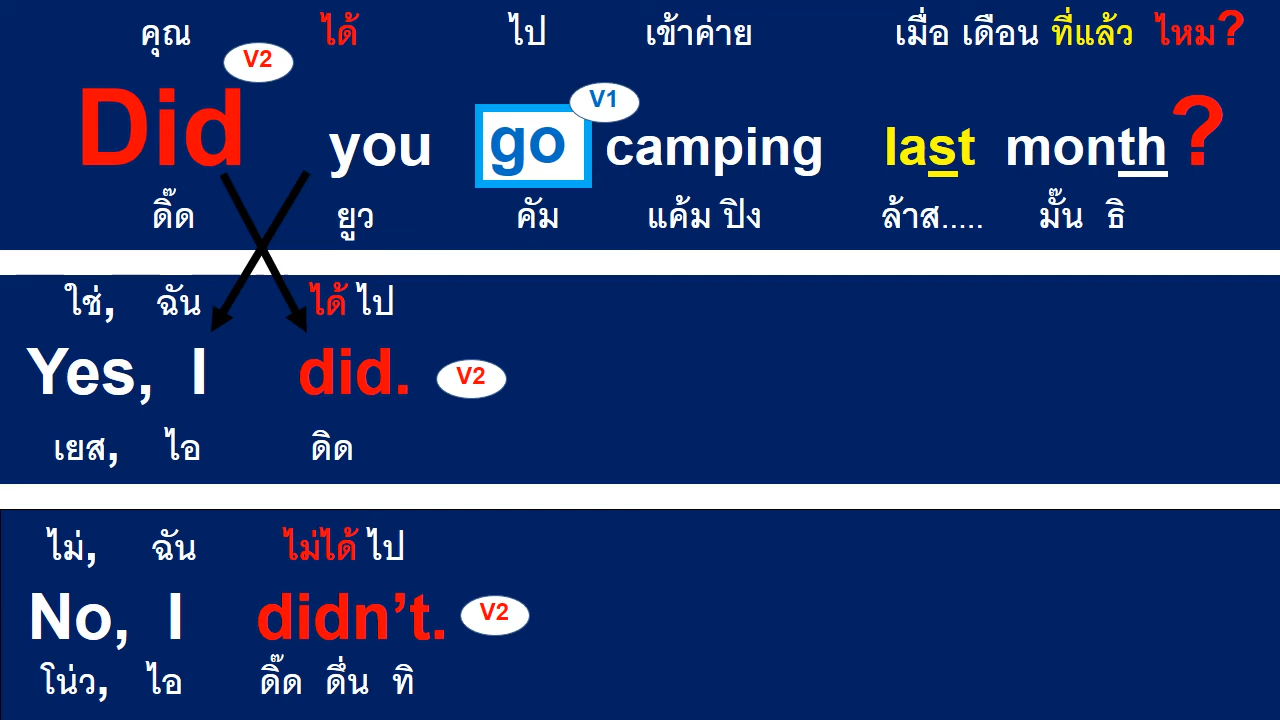 คุณ ได้ ไป เข้าค่าย เมื่อ เดือน ที่แล้ว ไหม?
V2 V1
Did you go camping last month?
ดิ๊ด ยูว คัม แค้ม ปิง ล้าส..... มั๊น ธิ
ใช่, ฉัน ได้ ไป
Yes, I did. V2
เยส, ไอ ดิด
ไม่, ฉัน ไม่ได้ ไป
No, I didn’t. V2
โน่ว, ไอ ดิ๊ด ดึ่น ทิ